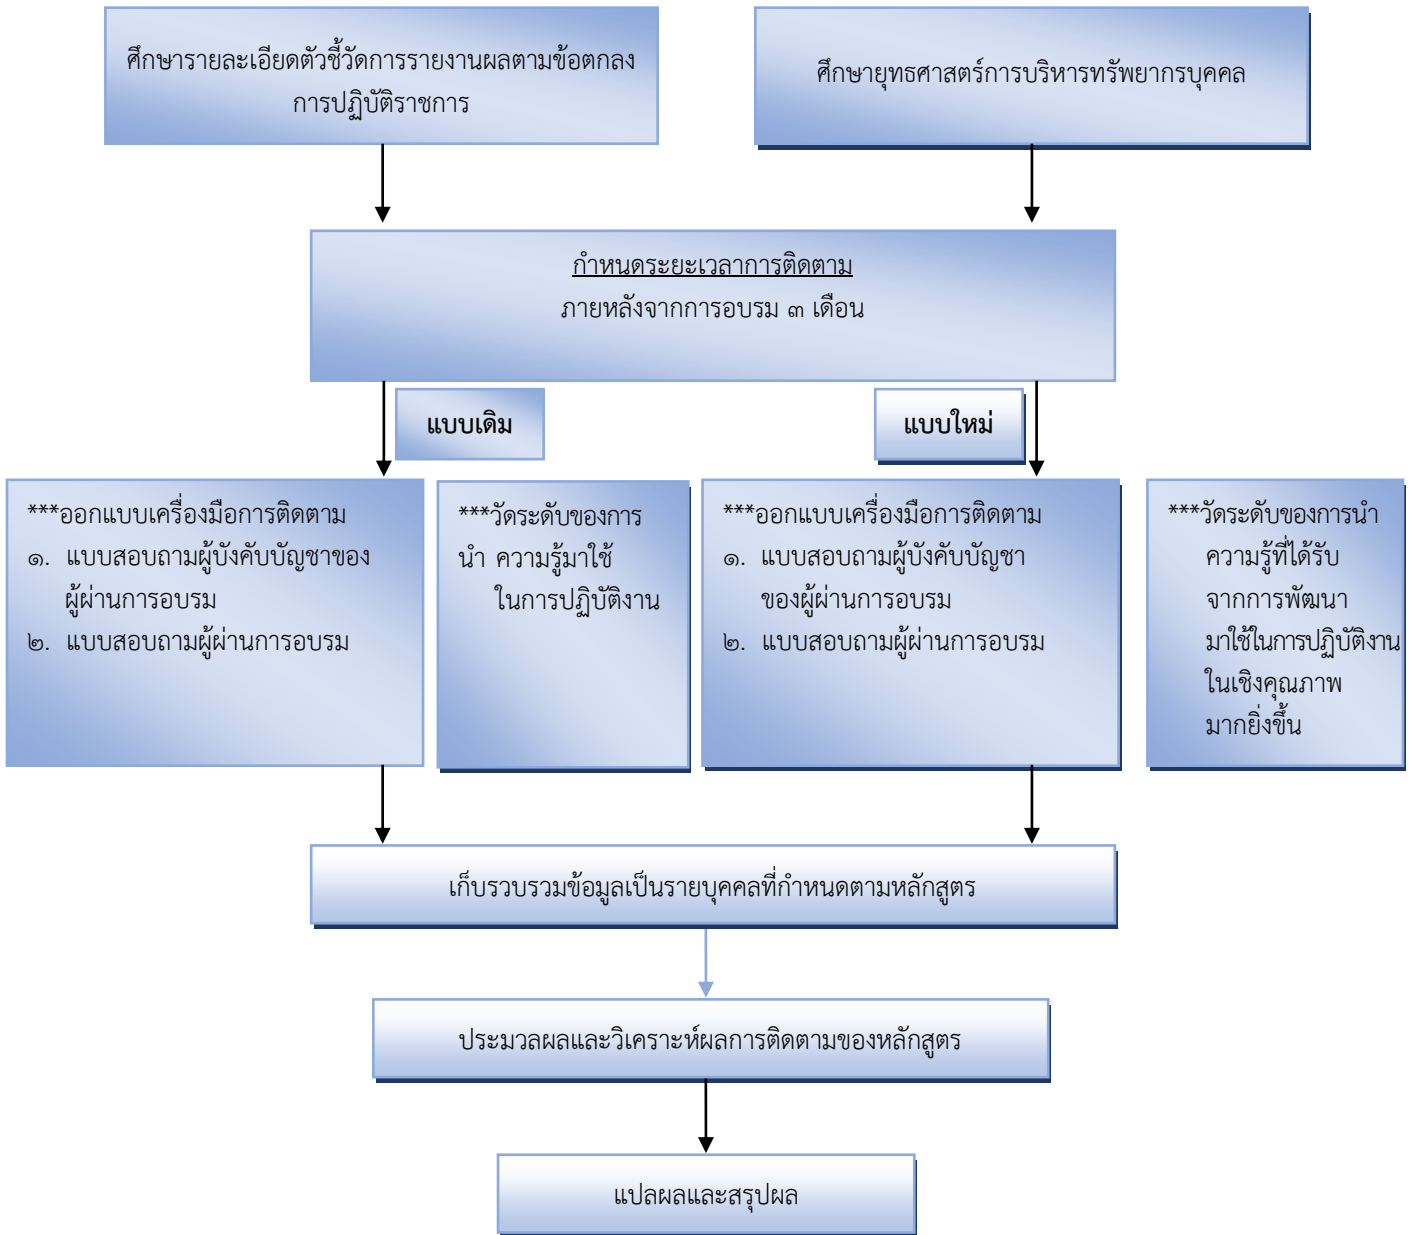 ศึกษารายละเอียดตัวชี้วัดการรายงานผลตามข้อตกลง
การปฏิบัติราชการ
ศึกษายุทธศาสตร์การบริหารทรัพยากรบุคคล
กำหนดระยะเวลาการติดตาม
ภายหลังจากการอบรม ๓ เดือน
แบบเดิม
แบบใหม่
***ออกแบบเครื่องมือการติดตาม
๑. แบบสอบถามผู้บังคับบัญชาของ
ผู้ผ่านการอบรม
๒. แบบสอบถามผู้ผ่านการอบรม
***วัดระดับของการ
นำ ความรู้มาใช้
ในการปฏิบัติงาน
***ออกแบบเครื่องมือการติดตาม
๑. แบบสอบถามผู้บังคับบัญชา
ของผู้ผ่านการอบรม
๒. แบบสอบถามผู้ผ่านการอบรม
***วัดระดับของการนำ
ความรู้ที่ได้รับ
จากการพัฒนา
มาใช้ในการปฏิบัติงาน
ในเชิงคุณภาพ
มากยิ่งขึ้น
เก็บรวบรวมข้อมูลเป็นรายบุคคลที่กำหนดตามหลักสูตร
ประมวลผลและวิเคราะห์ผลการติดตามของหลักสูตร
แปลผลและสรุปผล